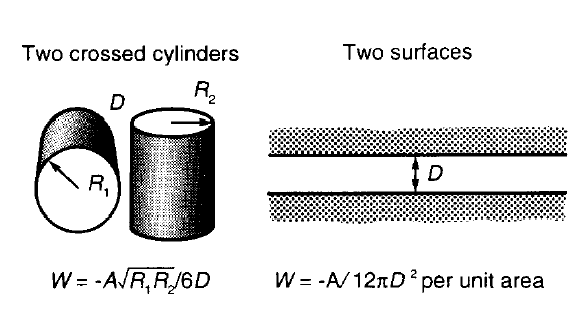 Two crossed cylinders
D
R₂
R₁
W = -A√R₁R₂/6D
Two surfaces
D
W = -A/12πD² per unit area